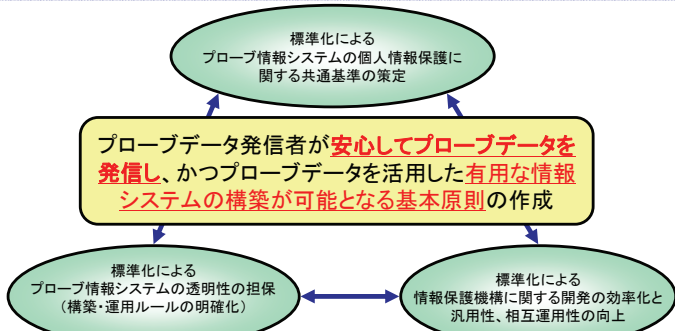 標準化による
プローブ情報システムの個人情報保護に
関する共通基準の策定
プローブデータ発信者が安心してプローブデータを
発信し、かつプローブデータを活用した有用な情報
システムの構築が可能となる基本原則の作成
標準化による
プローブ情報システムの透明性の担保
（構築・運用ルールの明確化）
標準化による
情報保護機構に関する開発の効率化と
汎用性、相互運用性の向上